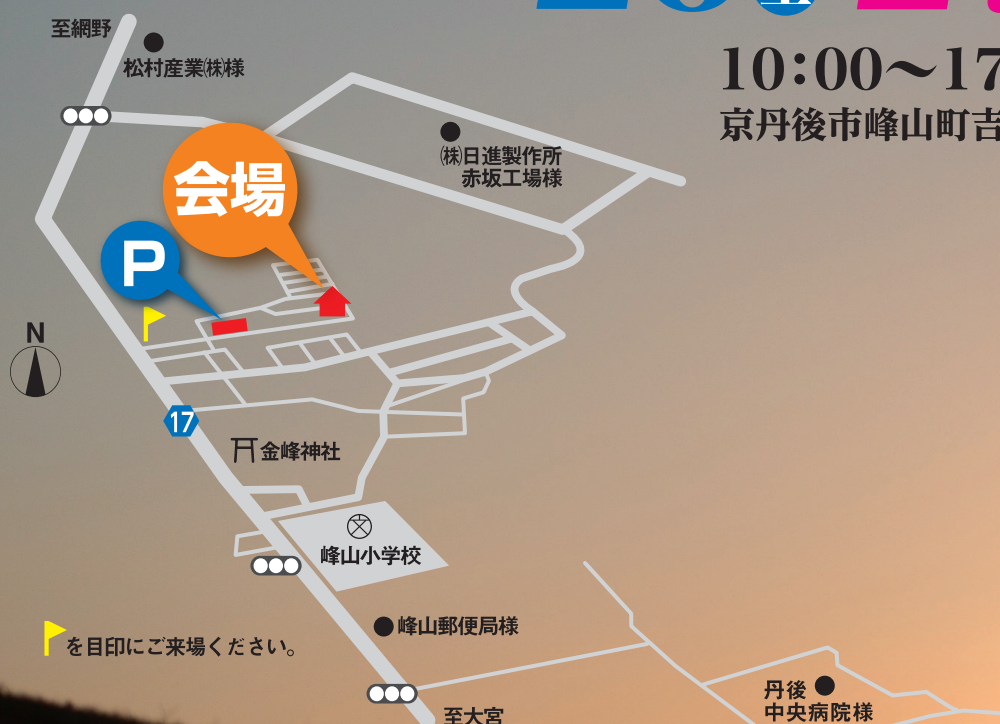 至網野
松村産業㈱様
10:00〜17
京丹後市峰山町吉
㈱日進製作所
赤坂工場様
会場
P
N
17
金峰神社
峰山小学校
峰山郵便局様
を目印にご来場ください。
丹後
中央病院様
至大宮